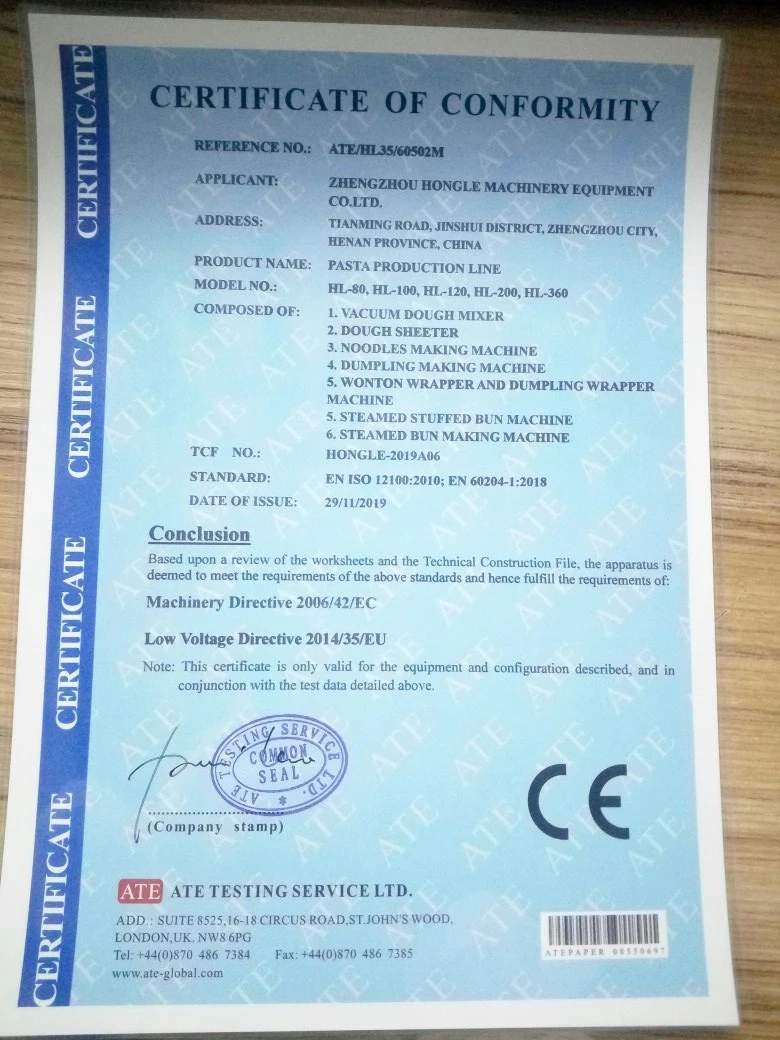 CERTIFICATE OF CONFORMITY
REFERENCE NO.: ATE/HL35/60502M
APPLICANT: ZHENGZHOU HONGLE MACHINERY EQUIPMENT
CO.LTD.
ADDRESS: TIANMING ROAD, JINSHUI DISTRICT, ZHENGZHOU CITY,
HENAN PROVINCE, CHINA
PRODUCT NAME: PASTA PRODUCTION LINE
MODEL NO.: HL-80, HL-100, HL-120, HL-200, HL-360
COMPOSED OF: 1. VACUUM DOUGH MIXER
2. DOUGH SHEETER
3. NOODLES MAKING MACHINE
4. DUMPLING MAKING MACHINE
5. WONTON WRAPPER AND DUMPLING WRAPPER
MACHINE
5. STEAMED STUFFED BUN MACHINE
6. STEAMED BUN MAKING MACHINE
TCF NO.: HONGLE-2019A06
STANDARD: EN ISO 12100:2010; EN 60204-1:2018
DATE OF ISSUE: 29/11/2019
Conclusion
Based upon a review of the worksheets and the Technical Construction File, the apparatus is
deemed to meet the requirements of the above standards and hence fulfill the requirements of:
Machinery Directive 2006/42/EC
Low Voltage Directive 2014/35/EU
Note: This certificate is only valid for the equipment and configuration described, and in
conjunction with the test data detailed above.
ATE TESTING SERVICE LTD.
COMMON
SEAL
(Company stamp)
CE
ATE ATE TESTING SERVICE LTD.
ADD.: SUITE 8525,16-18 CIRCUS ROAD,ST.JOHN'S WOOD,
LONDON,UK. NW8 6PG
Tel: +44(0)870 486 7384 Fax: +44(0)870 486 7385
www.ate-global.com
ATEPAPER 08550697
CERTIFICATE
CERTIFICATE
CERTIFICATE
CERTIFICATE